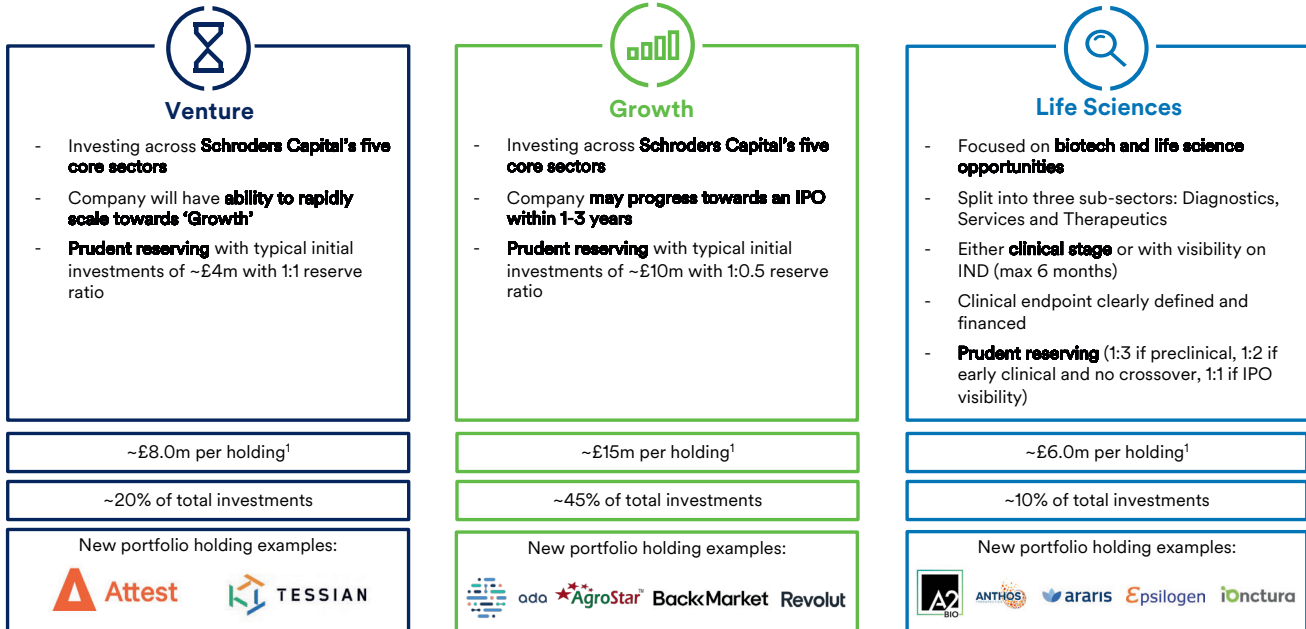 Venture
- Investing across Schroders Capital's five
core sectors
- Company will have ability to rapidly
scale towards 'Growth'
- Prudent reserving with typical initial
investments of ~£4m with 1:1 reserve
ratio
~£8.0m per holding1
~20% of total investments
New portfolio holding examples:
Attest
TESSIAN
Growth
- Investing across Schroders Capital's five
core sectors
- Company may progress towards an IPO
within 1-3 years
- Prudent reserving with typical initial
investments of ~£10m with 1:0.5 reserve
ratio
~£15m per holding1
~45% of total investments
New portfolio holding examples:
ada
AgroStar™
Back Market
Revolut
Life Sciences
- Focused on biotech and life science
opportunities
- Split into three sub-sectors: Diagnostics,
Services and Therapeutics
- Either clinical stage or with visibility on
IND (max 6 months)
- Clinical endpoint clearly defined and
financed
- Prudent reserving (1:3 if preclinical, 1:2 if
early clinical and no crossover, 1:1 if IPO
visibility)
~£6.0m per holding1
~10% of total investments
New portfolio holding examples:
A2
BIO
ANTHOS
araris
Epsilogen
iOnctura